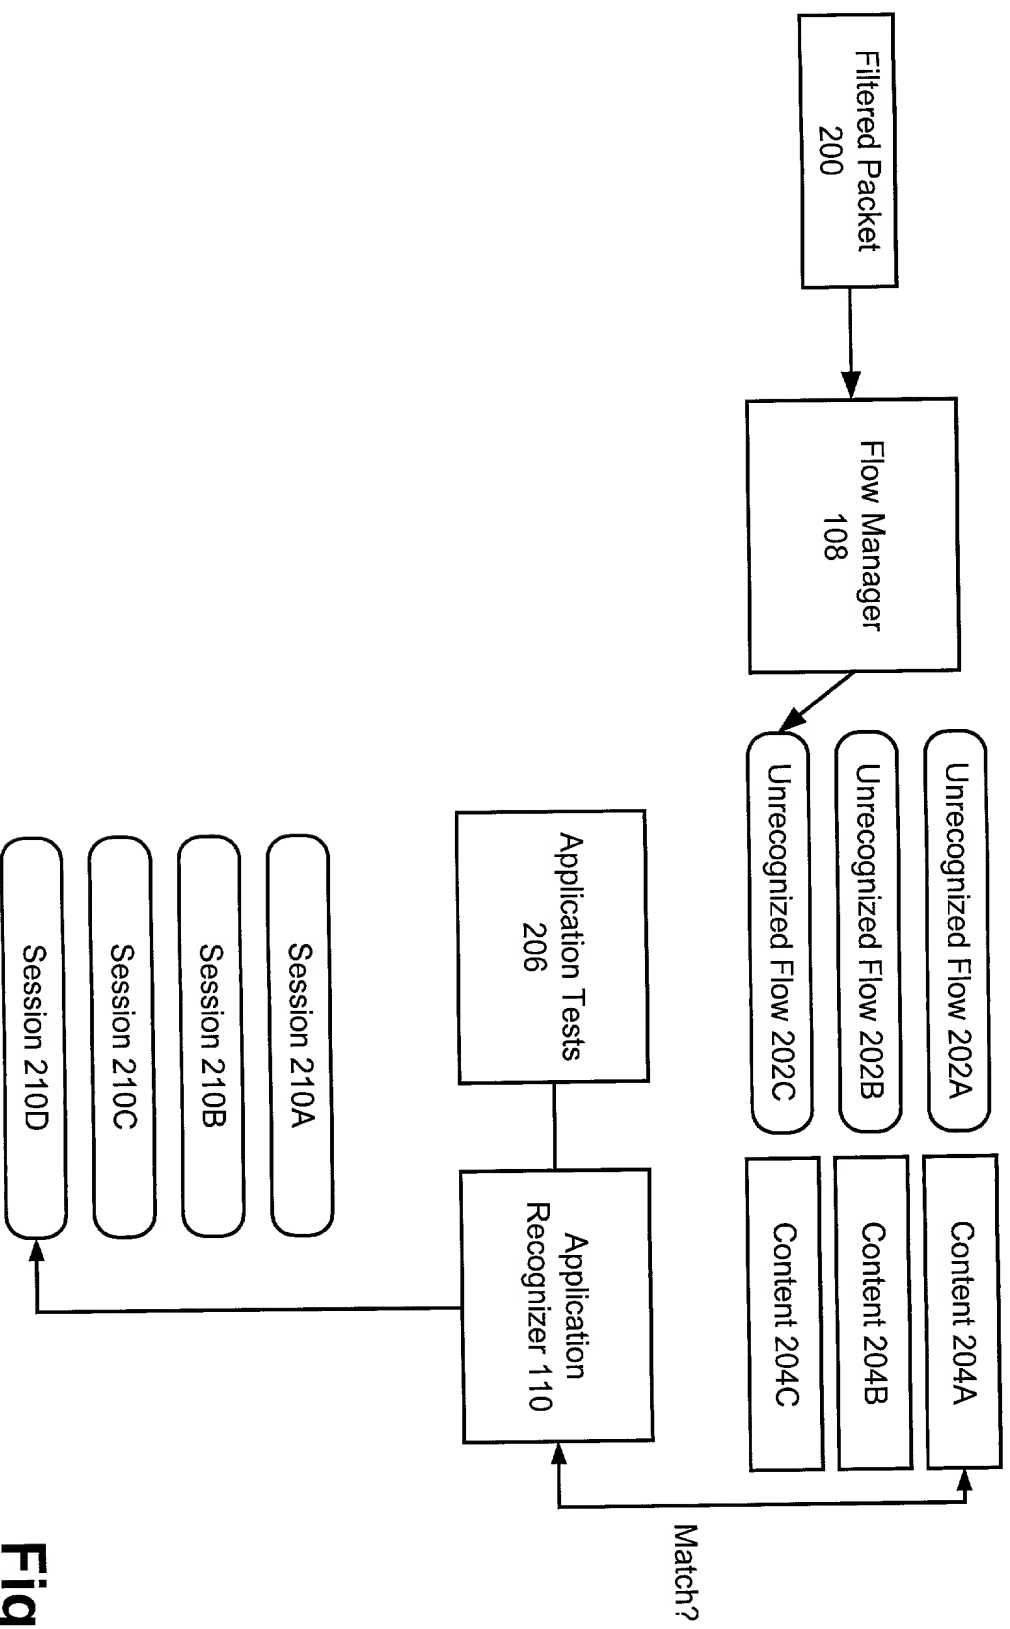 Filtered Packet
200
Flow Manager
108
Unrecognized Flow 202A
Unrecognized Flow 202B
Unrecognized Flow 202C
Content 204A
Content 204B
Content 204C
Match?
Application Tests
206
Application
Recognizer 110
Session 210A
Session 210B
Session 210C
Session 210D
Fig